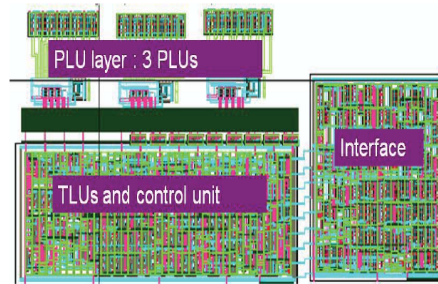 PLU layer : 3 PLUs
Interface
TLUs and control unit